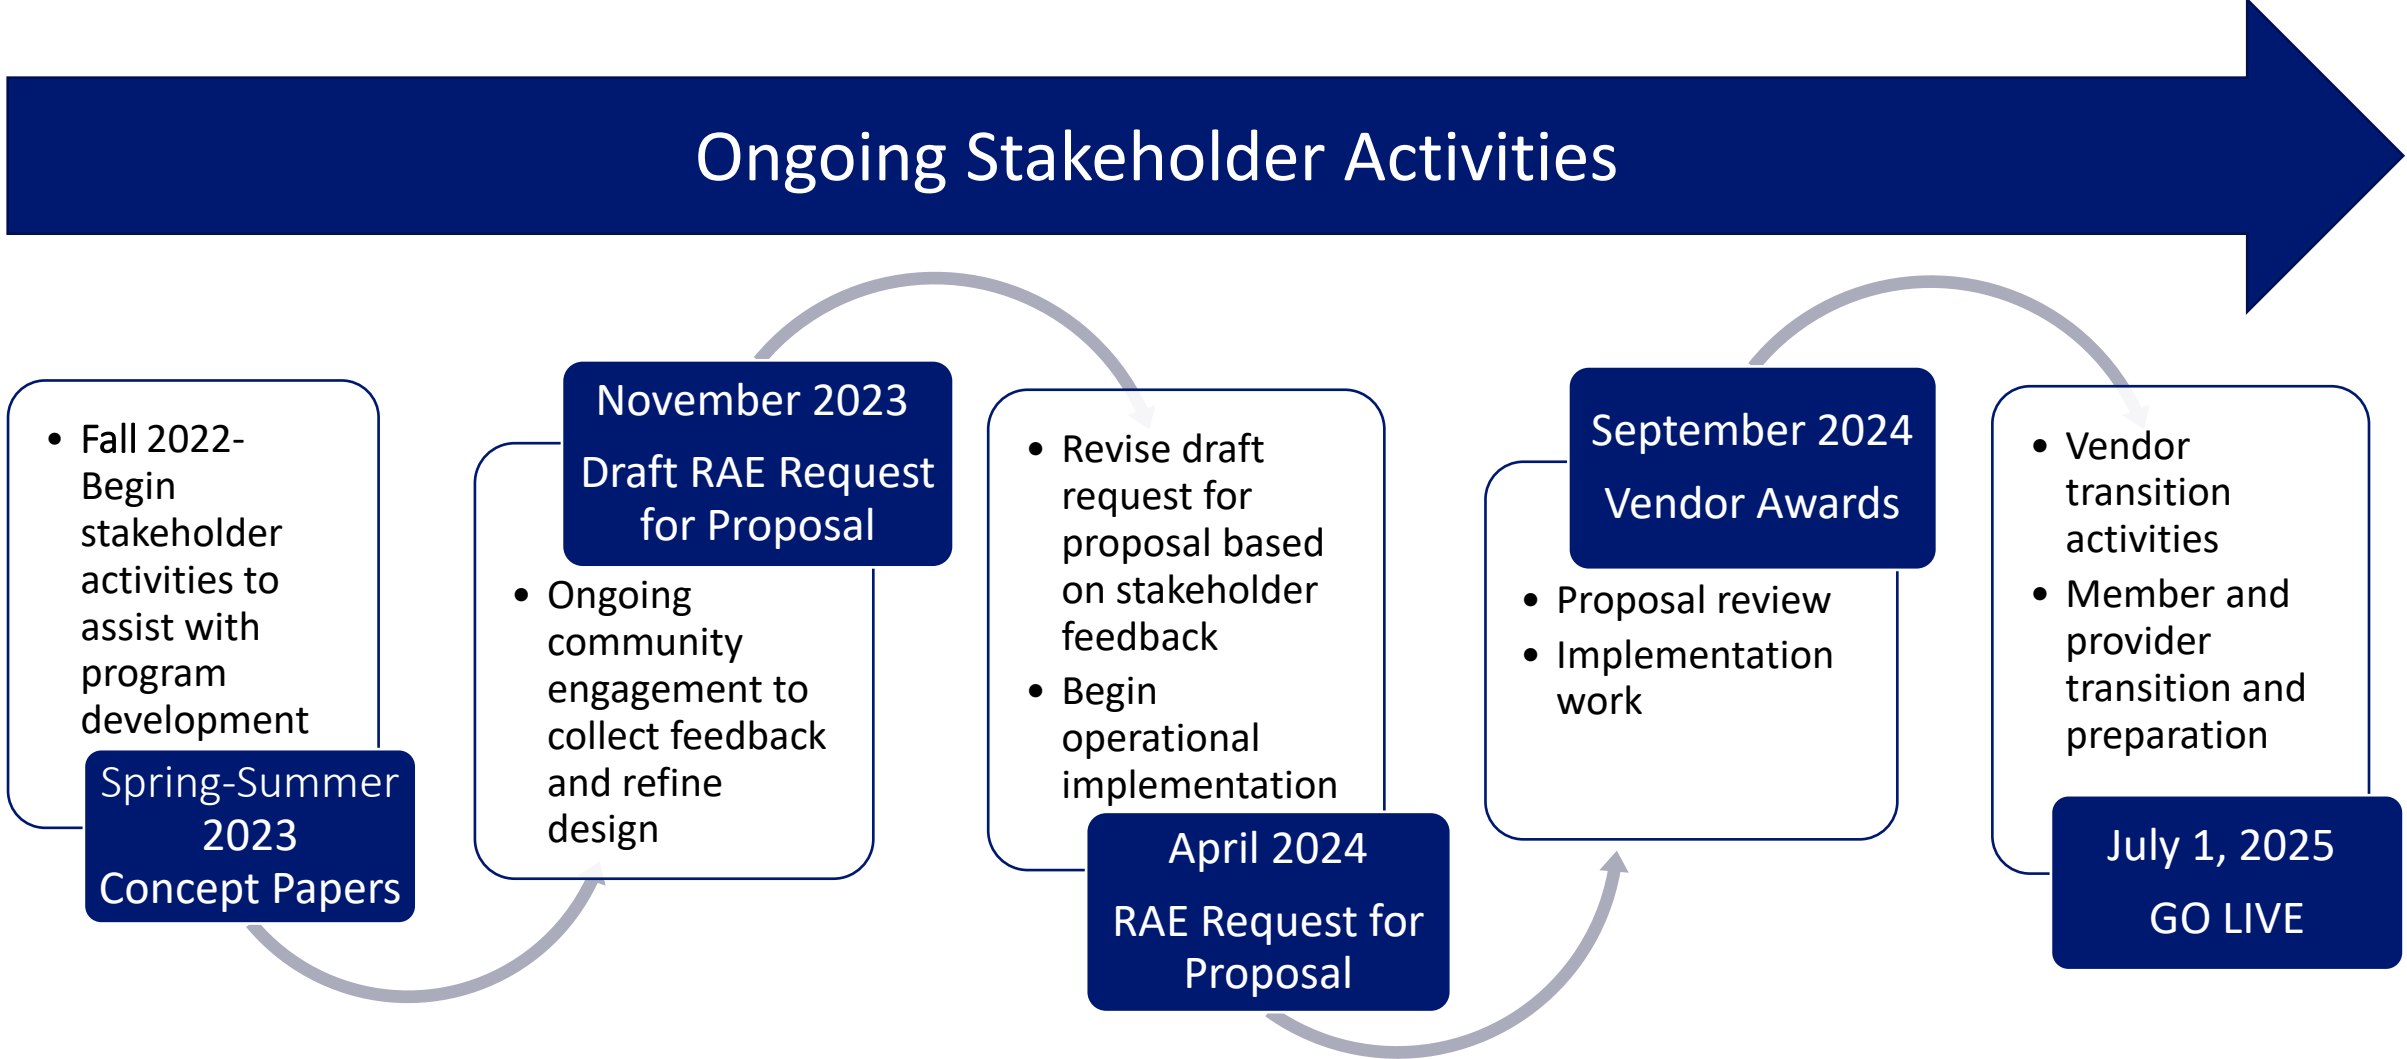 Ongoing Stakeholder Activities
• Fall 2022-
Begin
stakeholder
activities to
assist with
program
development
Spring-Summer
2023
Concept Papers
November 2023
Draft RAE Request
for Proposal
• Ongoing
community
engagement to
collect feedback
and refine
design
• Revise draft
request for
proposal based
on stakeholder
feedback
• Begin
operational
implementation
April 2024
RAE Request for
Proposal
September 2024
Vendor Awards
• Proposal review
• Implementation
work
• Vendor
transition
activities
• Member and
provider
transition and
preparation
July 1, 2025
GO LIVE